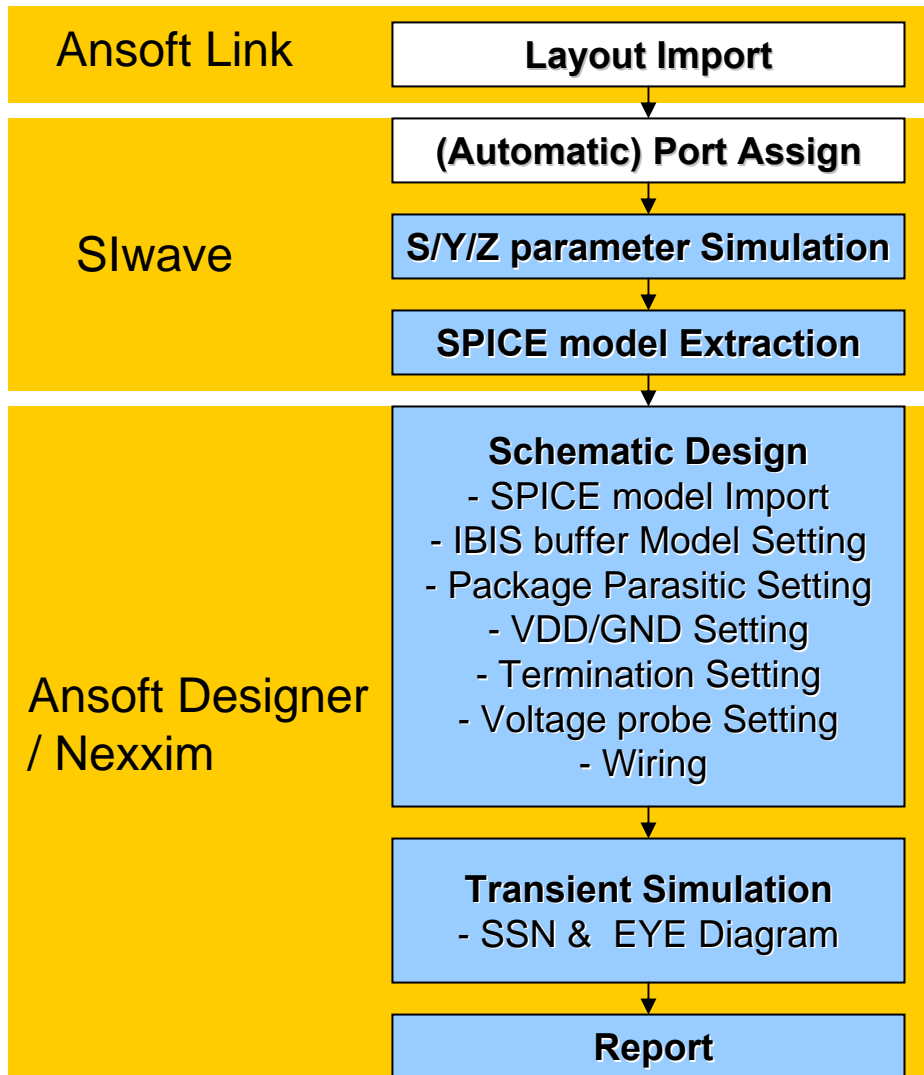 Ansoft Link
Layout Import
(Automatic) Port Assign
SIwave
S/Y/Z parameter Simulation
SPICE model Extraction
Ansoft Designer
/ Nexxim
Schematic Design
- SPICE model Import
- IBIS buffer Model Setting
- Package Parasitic Setting
- VDD/GND Setting
- Termination Setting
- Voltage probe Setting
- Wiring
Transient Simulation
- SSN & EYE Diagram
Report